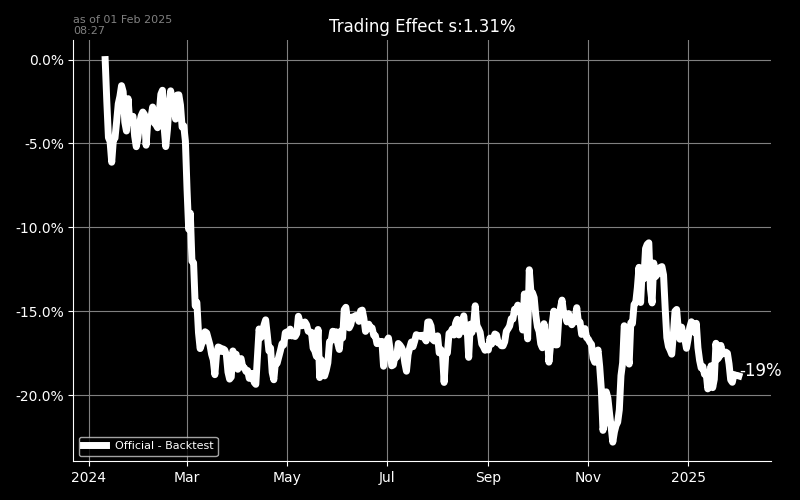 as of 01 Feb 2025
08:27
Trading Effect s:1.31%
0.0%
-5.0%
-10.0%
-15.0%
-20.0%
-19%
Official - Backtest
2024 Mar May Jul Sep Nov 2025